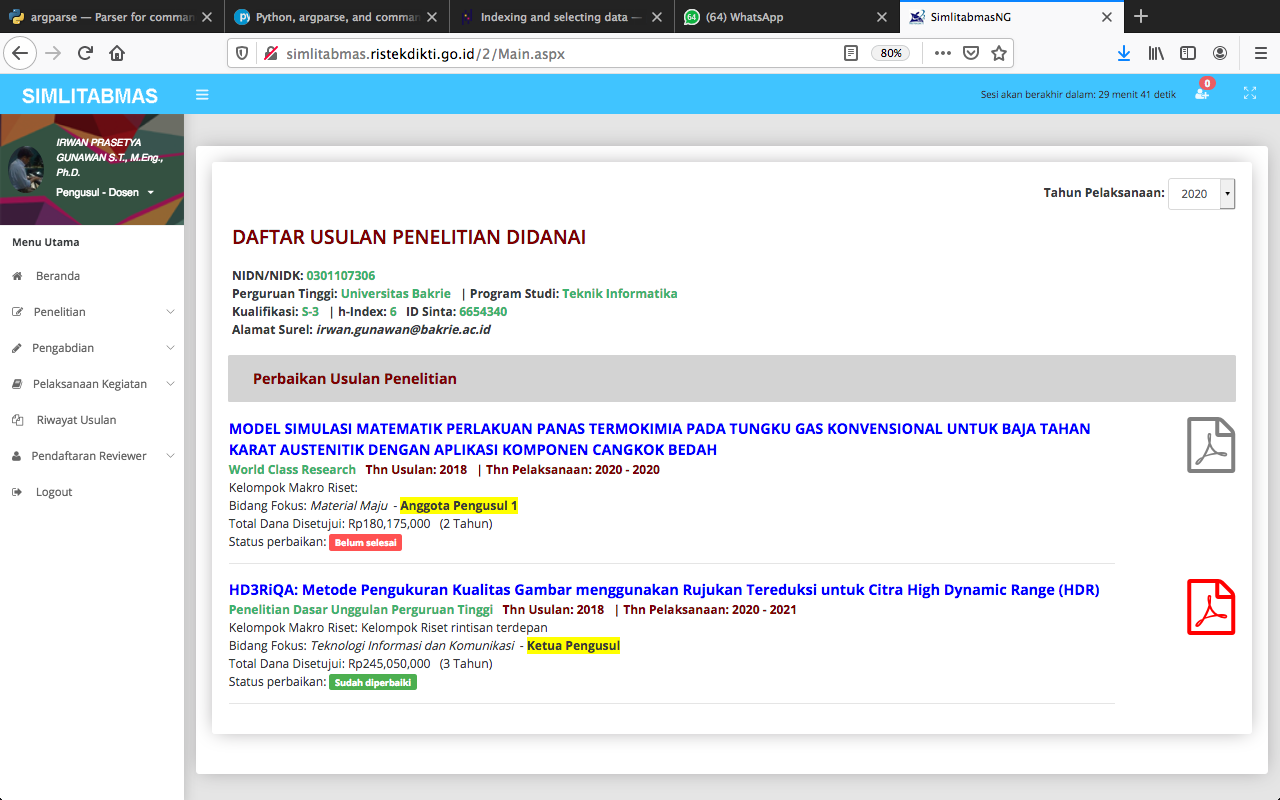 argparse — Parser for comman
Python, argparse, and comman
Indexing and selecting data —
(64) WhatsApp
SimlitabmasNG
simlitabmas.ristekdikti.go.id/2/Main.aspx
80%
SIMLITABMAS
Sesi akan berakhir dalam: 29 menit 41 detik
0
IRWAN PRASETYA
GUNAWAN S.T., M.Eng.,
Ph.D.
Pengusul - Dosen
Menu Utama
Beranda
Penelitian
Pengabdian
Pelaksanaan Kegiatan
Riwayat Usulan
Pendaftaran Reviewer
Logout
Tahun Pelaksanaan: 2020
DAFTAR USULAN PENELITIAN DIDANAI
NIDN/NIDK: 0301107306
Perguruan Tinggi: Universitas Bakrie | Program Studi: Teknik Informatika
Kualifikasi: S-3 | h-Index: 6 ID Sinta: 6654340
Alamat Surel: irwan.gunawan@bakrie.ac.id
Perbaikan Usulan Penelitian
MODEL SIMULASI MATEMATIK PERLAKUAN PANAS TERMOKIMIA PADA TUNGKU GAS KONVENSIONAL UNTUK BAJA TAHAN
KARAT AUSTENITIK DENGAN APLIKASI KOMPONEN CANGKOK BEDAH
World Class Research Thn Usulan: 2018 | Thn Pelaksanaan: 2020 - 2020
Kelompok Makro Riset:
Bidang Fokus: Material Maju - Anggota Pengusul 1
Total Dana Disetujui: Rp180,175,000 (2 Tahun)
Status perbaikan: Belum selesai
HD3RiQA: Metode Pengukuran Kualitas Gambar menggunakan Rujukan Tereduksi untuk Citra High Dynamic Range (HDR)
Penelitian Dasar Unggulan Perguruan Tinggi Thn Usulan: 2018 | Thn Pelaksanaan: 2020 - 2021
Kelompok Makro Riset: Kelompok Riset rintisan terdepan
Bidang Fokus: Teknologi Informasi dan Komunikasi - Ketua Pengusul
Total Dana Disetujui: Rp245,050,000 (3 Tahun)
Status perbaikan: Sudah diperbaiki